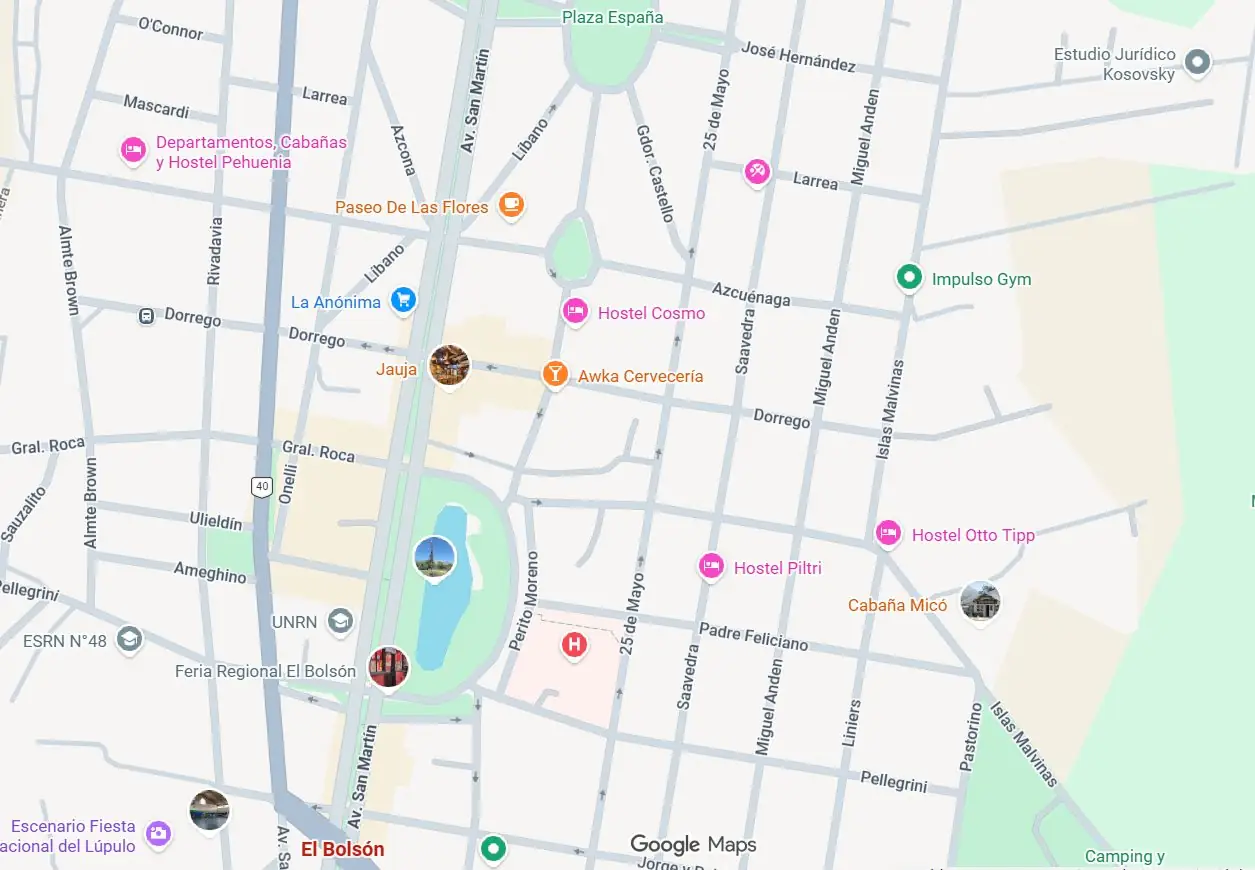 Plaza España
O'Connor
José Hernández
Estudio Jurídico
Kosovsky
Larrea
Mascardi
Av. San Martín
25 de Mayo
Miguel Anden
Líbano
Azcona
Gdor. Castello
Departamentos, Cabañas
y Hostel Pehuenia
Larrea
Paseo De Las Flores
Almte Brown
Rivadavia
Líbano
Impulso Gym
Azcuénaga
La Anónima
Hostel Cosmo
Dorrego
Dorrego
Saavedra
Miguel Anden
Jauja
Awka Cervecería
Islas Malvinas
Dorrego
Gral. Roca
Gral. Roca
Onelli
40
Almte Brown
Sauzalito
Ulieldín
Hostel Otto Tipp
Ameghino
Hostel Piltri
Pellegrini
Perito Moreno
25 de Mayo
Cabaña Micó
UNRN
ESRN N°48
H
Padre Feliciano
Feria Regional El Bolsón
Saavedra
Miguel Anden
Liniers
Pastorino
Islas Malvinas
Av. San Martín
Pellegrini
Escenario Fiesta
acional del Lúpulo
Av. Sa
El Bolsón
Google Maps
Camping y